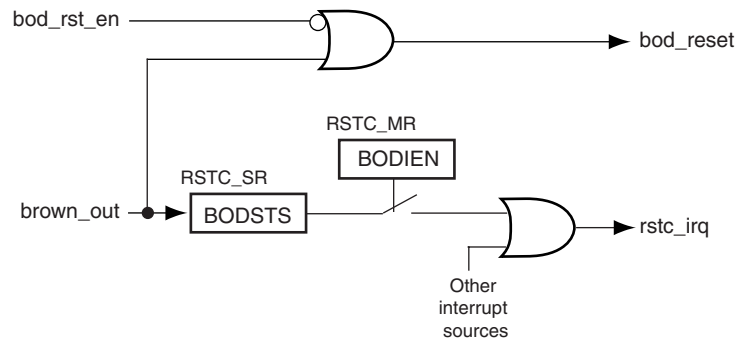 bod_rst_en
bod_reset
RSTC_MR
BODIEN
RSTC_SR
brown_out
BODSTS
rstc_irq
Other
interrupt
sources